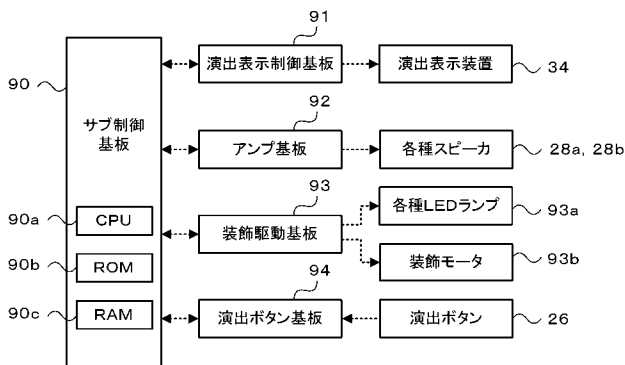 91
90
演出表示制御基板
演出表示装置
34
サブ制御
基板
92
アンプ基板
各種スピーカ
28a, 28b
90a
CPU
93
装飾駆動基板
各種LEDランプ
93a
90b
ROM
装飾モータ
93b
94
90c
RAM
演出ボタン基板
演出ボタン
26